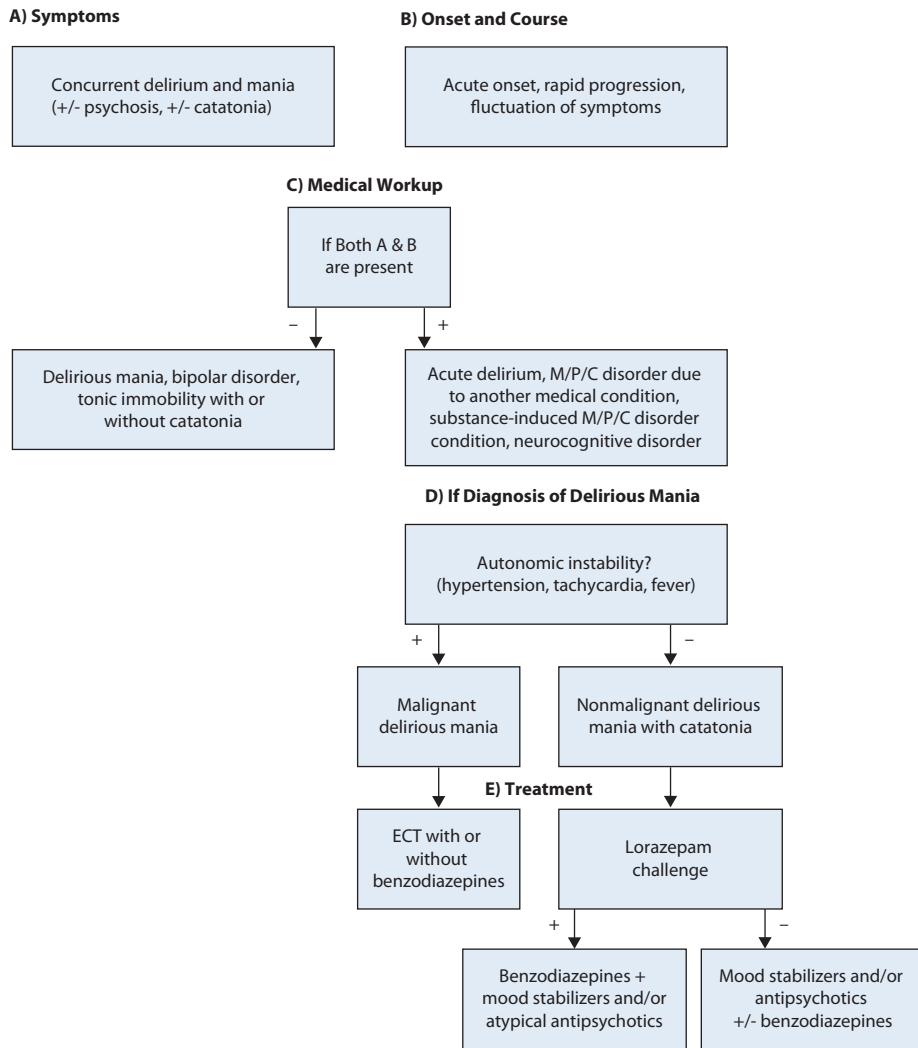 A) Symptoms
Concurrent delirium and mania
(+/- psychosis, +/- catatonia)
B) Onset and Course
Acute onset, rapid progression,
fluctuation of symptoms
C) Medical Workup
If Both A & B
are present
–
+
Delirious mania, bipolar disorder,
tonic immobility with or
without catatonia
Acute delirium, M/P/C disorder due
to another medical condition,
substance-induced M/P/C disorder
condition, neurocognitive disorder
D) If Diagnosis of Delirious Mania
Autonomic instability?
(hypertension, tachycardia, fever)
+
–
Malignant
delirious mania
Nonmalignant delirious
mania with catatonia
E) Treatment
ECT with or
without
benzodiazepines
Lorazepam
challenge
+
–
Benzodiazepines +
mood stabilizers and/or
atypical antipsychotics
Mood stabilizers and/or
antipsychotics
+/- benzodiazepines